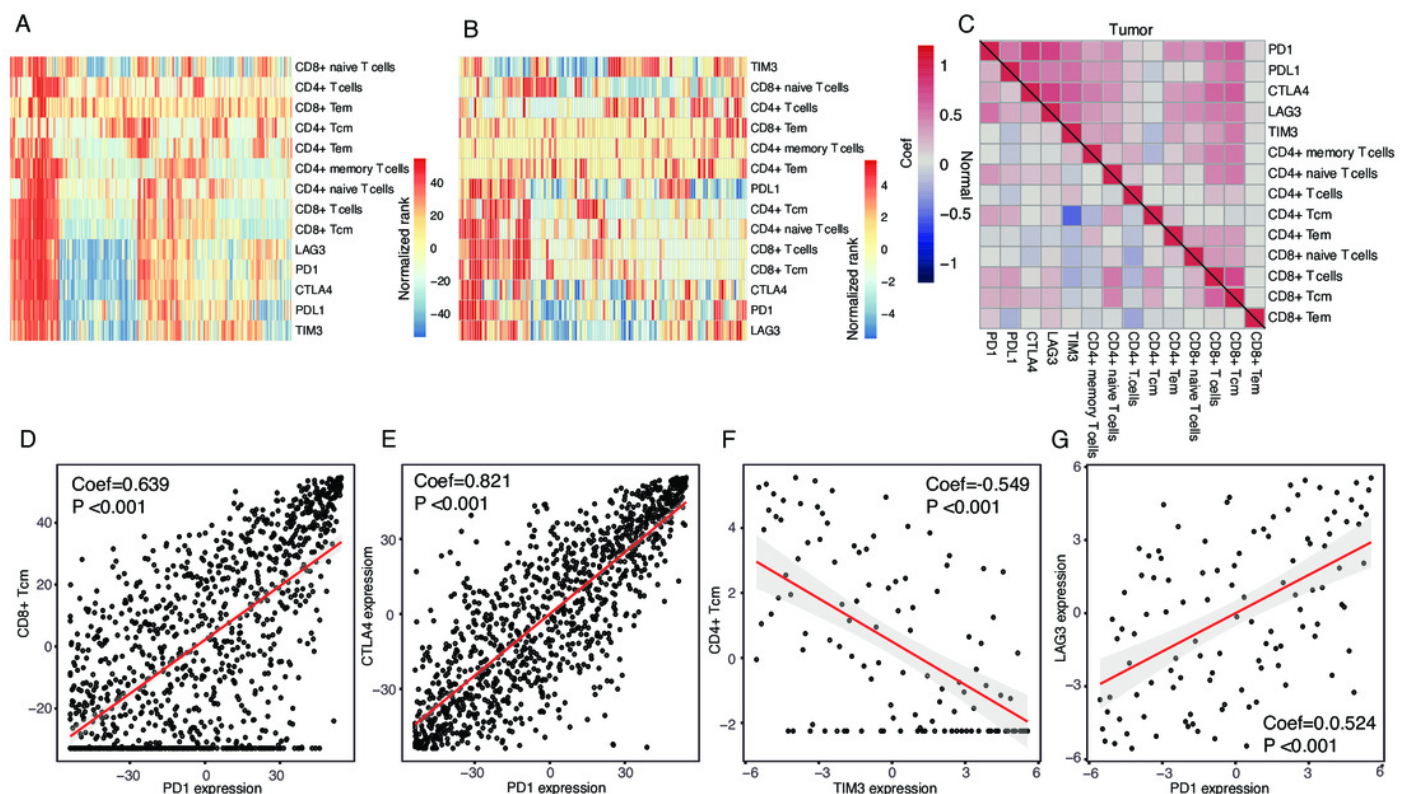 A
CD8+ naive T cells
CD4+ T cells
CD8+ Tem
CD4+ Tcm
CD4+ Tem
CD4+ memory T cells
CD4+ naive T cells
CD8+ T cells
CD8+ Tcm
LAG3
PD1
CTLA4
PDL1
TIM3
Normalized rank
40
20
0
−20
−40
B
TIM3
CD8+ naive T cells
CD4+ T cells
CD8+ Tem
CD4+ memory T cells
CD4+ Tem
PDL1
CD4+ Tcm
CD4+ naive T cells
CD8+ T cells
CD8+ Tcm
CTLA4
PD1
LAG3
Normalized rank
4
2
0
−2
−4
C
Tumor
Normal
Coef
1
0.5
0
−0.5
−1
PD1
PDL1
CTLA4
LAG3
TIM3
CD4+ memory T cells
CD4+ naive T cells
CD4+ T cells
CD4+ Tcm
CD4+ Tem
CD8+ naive T cells
CD8+ T cells
CD8+ Tcm
CD8+ Tem
PD1
PDL1
CTLA4
LAG3
TIM3
CD4+ memory T cells
CD4+ naive T cells
CD4+ T.cells
CD4+ Tcm
CD4+ Tem
CD8+ naive T cells
CD8+ T cells
CD8+ Tcm
CD8+ Tem
D
Coef=0.639
P <0.001
CD8+ Tcm
40
20
0
−20
−30
0
30
PD1 expression
E
Coef=0.821
P <0.001
CTLA4 expression
30
0
−30
−30
0
30
PD1 expression
F
Coef=-0.549
P <0.001
CD4+ Tcm
4
2
0
−2
−6
−3
0
3
6
TIM3 expression
G
LAG3 expression
6
3
0
−3
−6
Coef=0.0.524
P <0.001
−6
−3
0
3
6
PD1 expression